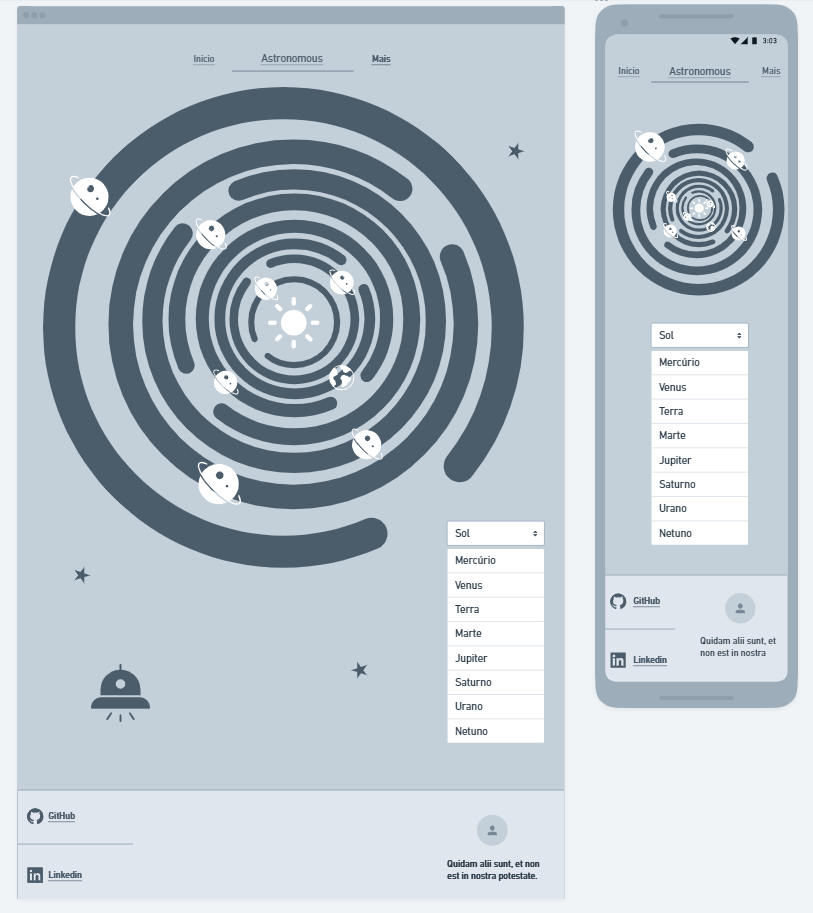 Inicio
Astronomous
Mais
Sol
Mercúrio
Venus
Terra
Marte
Jupiter
Saturno
Urano
Netuno
GitHub
Linkedin
Quidam alii sunt, et non
est in nostra potestate.
3:03
Inicio
Astronomous
Mais
Sol
Mercúrio
Venus
Terra
Marte
Jupiter
Saturno
Urano
Netuno
GitHub
Linkedin
Quidam alii sunt, et
non est in nostra